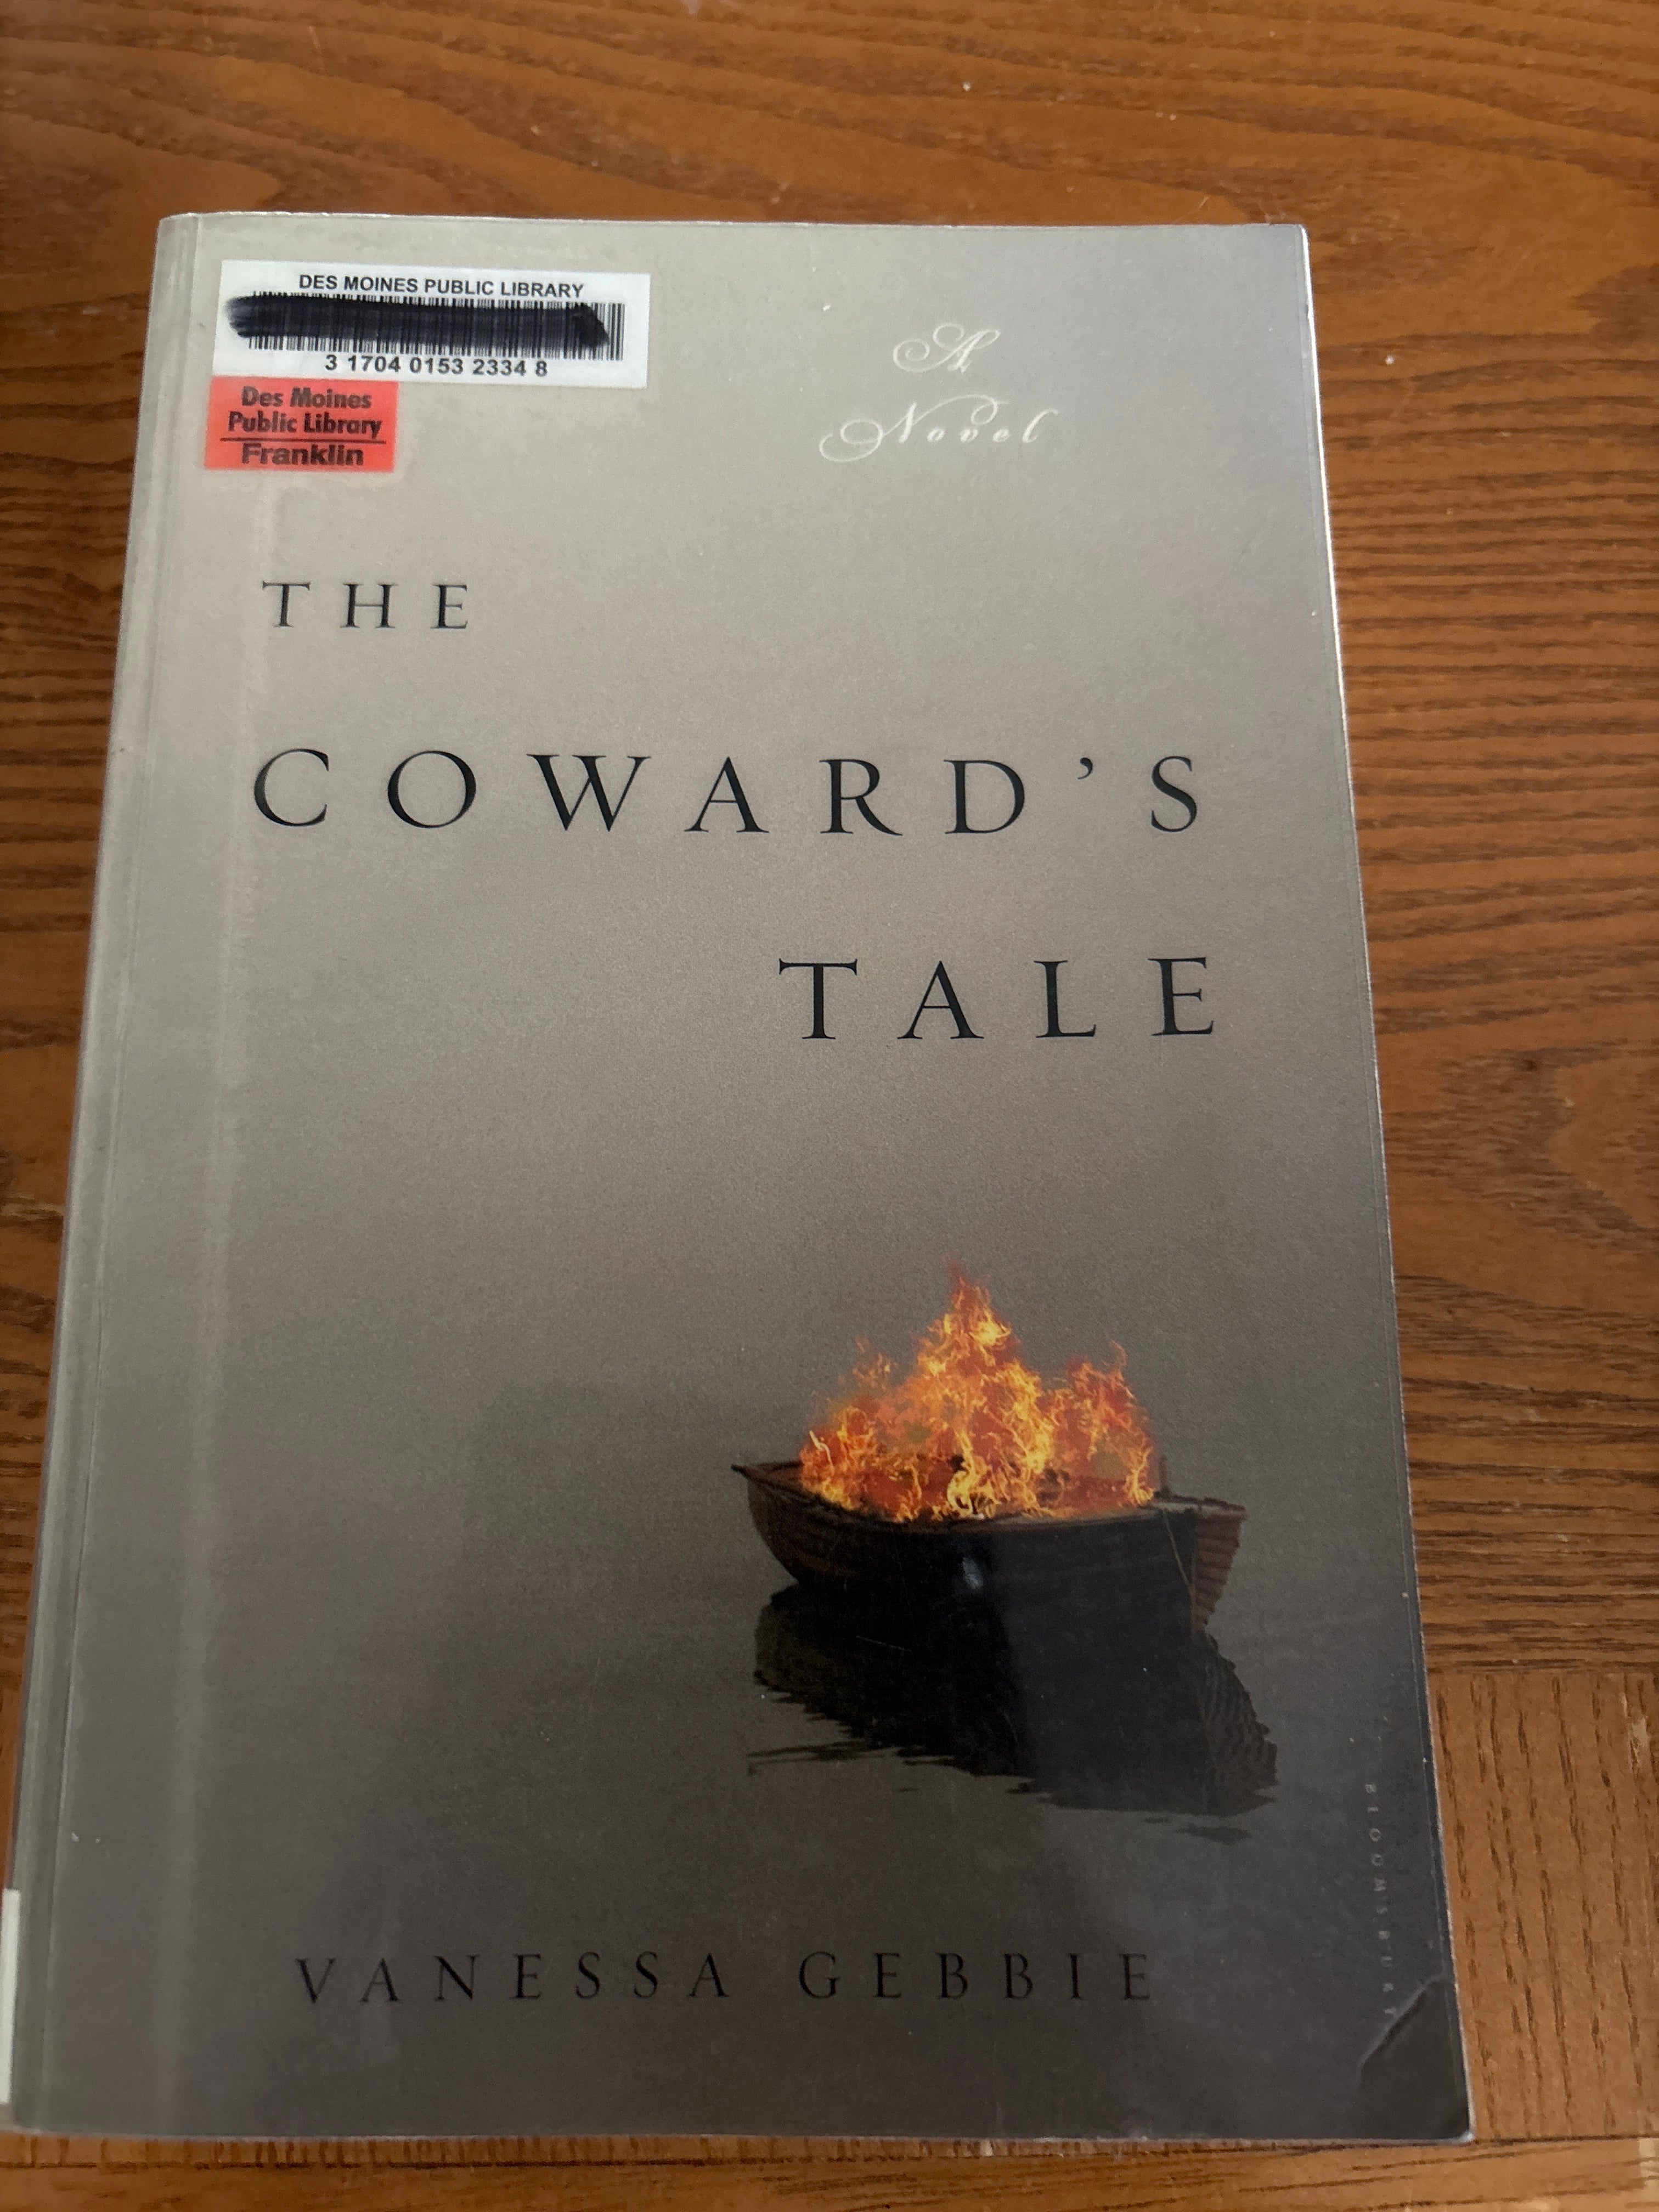 DES MOINES PUBLIC LIBRARY
3 1704 0153 2334 8
Des Moines
Public Library
Franklin
A
Novel
THE
COWARD'S
TALE
BLOOMSBURY
VANESSA GEBBIE